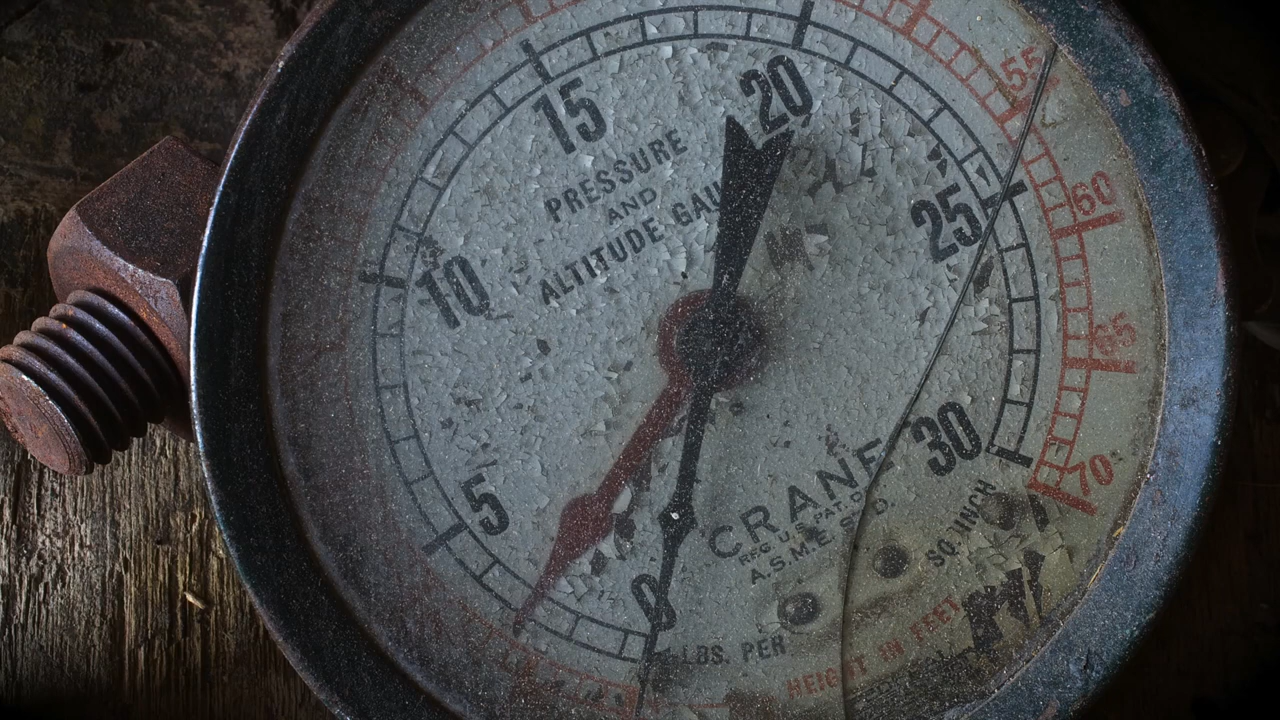 55
20
15
60
25
10
65
30
70
5
0
PRESSURE
AND
ALTITUDE GAU
CRANE
REG. U.S. PAT.
A.S.M.E. STD.
LBS. PER SQ. INCH
HEIGHT IN FEET